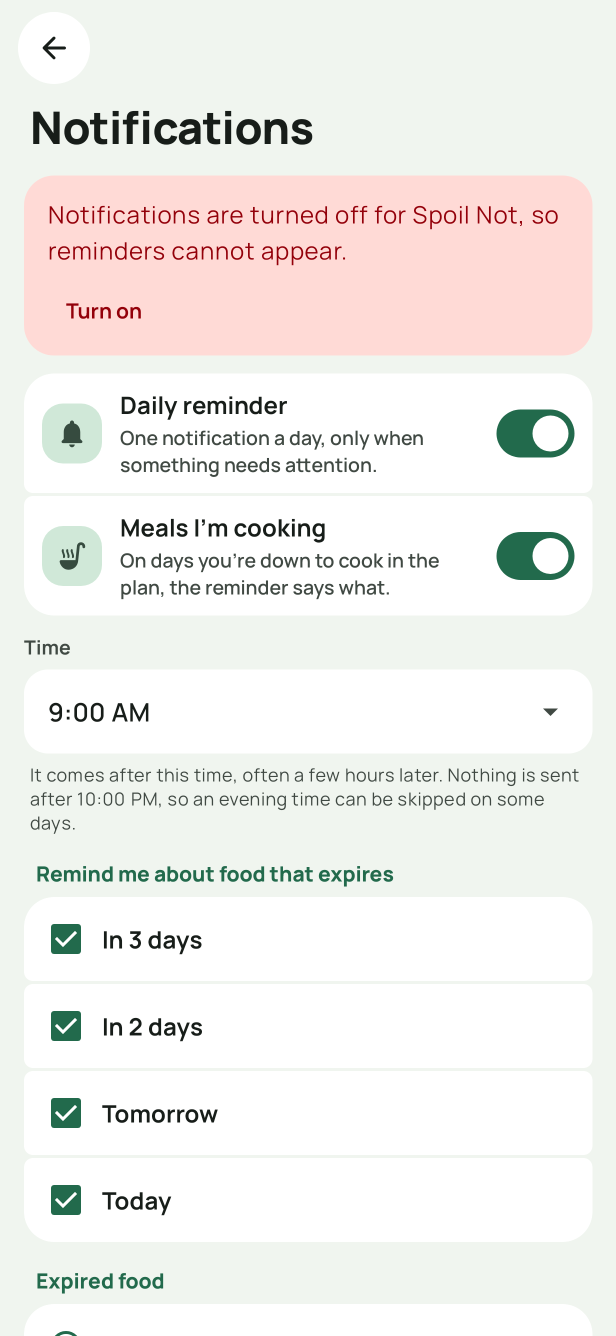 Notifications
Notifications are turned off for Spoil Not, so
reminders cannot appear.
Turn on
Daily reminder
One notification a day, only when
something needs attention.
Meals I’m cooking
On days you’re down to cook in the
plan, the reminder says what.
Time
9:00 AM
It comes after this time, often a few hours later. Nothing is sent
after 10:00 PM, so an evening time can be skipped on some
days.
Remind me about food that expires
In 3 days
In 2 days
Tomorrow
Today
Expired food